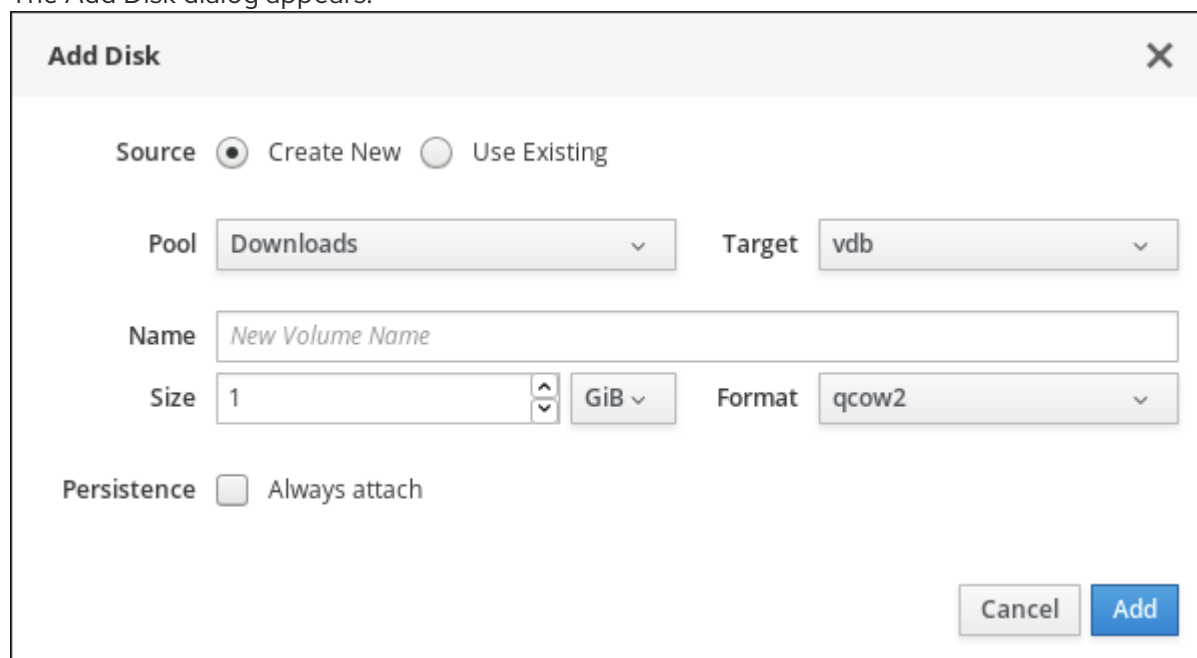 The Add Disk dialog appears.
Add Disk
Source Create New Use Existing
Pool Downloads Target vdb
Name New Volume Name
Size 1 GiB Format qcow2
Persistence Always attach
Cancel Add